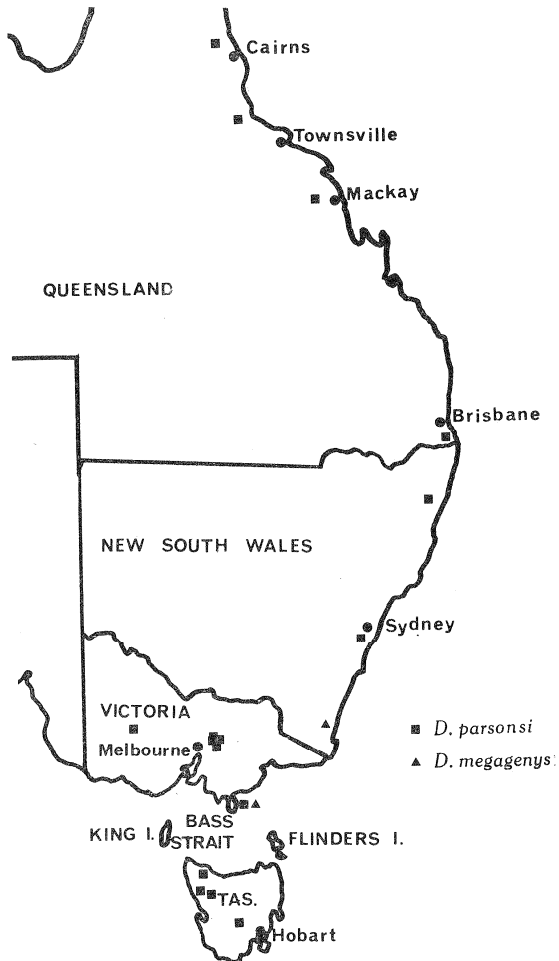 Cairns
Townsville
Mackay
QUEENSLAND
Brisbane
NEW SOUTH WALES
Sydney
VICTORIA
D. parsonsi
Melbourne
D. megagenys
BASS
KING I.
STRAIT
FLINDERS I.
TAS.
Hobart